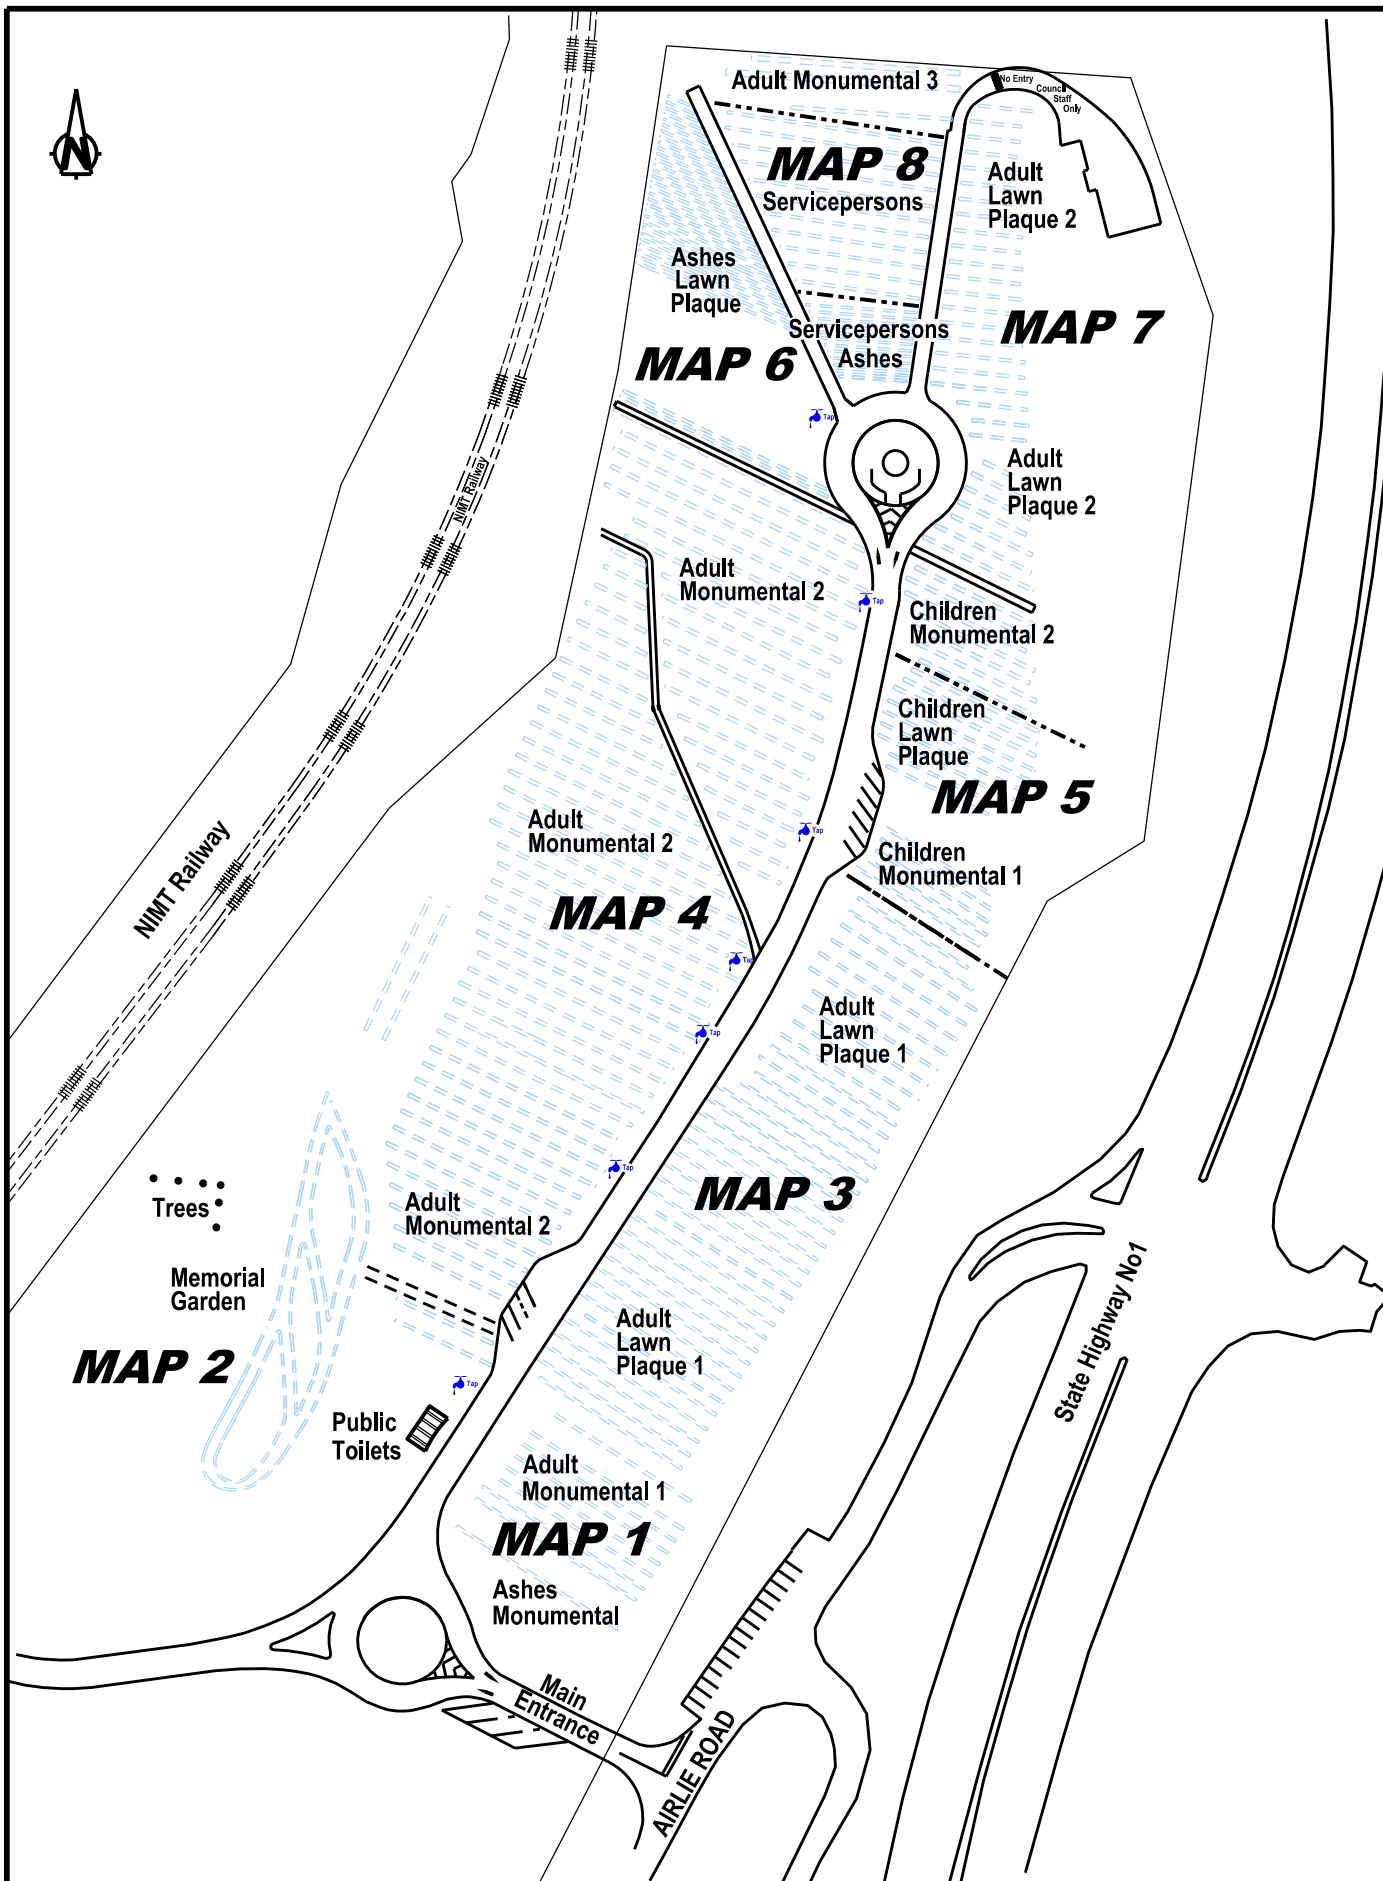 Adult Monumental 3
No Entry
Council
Staff
Only
N
MAP 8
Servicepersons
Adult
Lawn
Plaque 2
Ashes
Lawn
Plaque
MAP 7
Servicepersons
Ashes
MAP 6
Tap
Adult
Lawn
Plaque 2
NIMT Railway
Adult
Monumental 2
Tap
Children
Monumental 2
Children
Lawn
Plaque
MAP 5
Adult
Monumental 2
Tap
Children
Monumental 1
NIMT Railway
MAP 4
Tap
Adult
Lawn
Plaque 1
Tap
Tap
MAP 3
Trees
Adult
Monumental 2
Memorial
Garden
State Highway No1
Adult
Lawn
Plaque 1
MAP 2
Tap
Public
Toilets
Adult
Monumental 1
MAP 1
Ashes
Monumental
Main
Entrance
AIRLIE ROAD